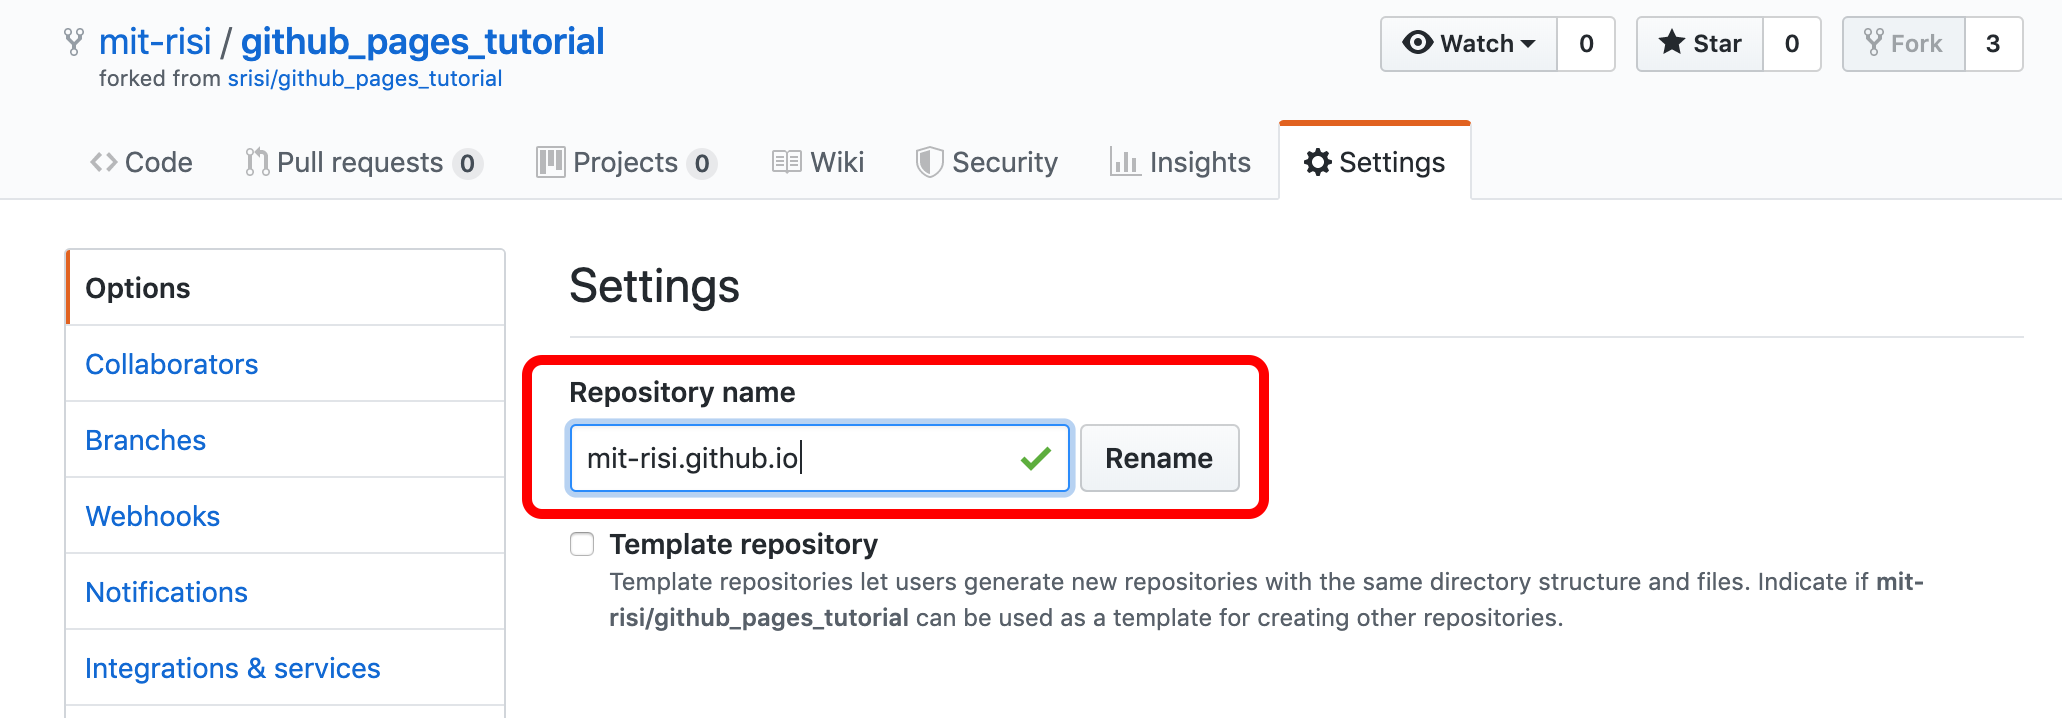 mit-risi / github_pages_tutorial
Watch 0 Star 0 Fork 3
forked from srisi/github_pages_tutorial
Code Pull requests 0 Projects 0 Wiki Security Insights Settings
Options
Collaborators
Branches
Webhooks
Notifications
Integrations & services
Settings
Repository name
mit-risi.github.io Rename
Template repository
Template repositories let users generate new repositories with the same directory structure and files. Indicate if mit-
risi/github_pages_tutorial can be used as a template for creating other repositories.